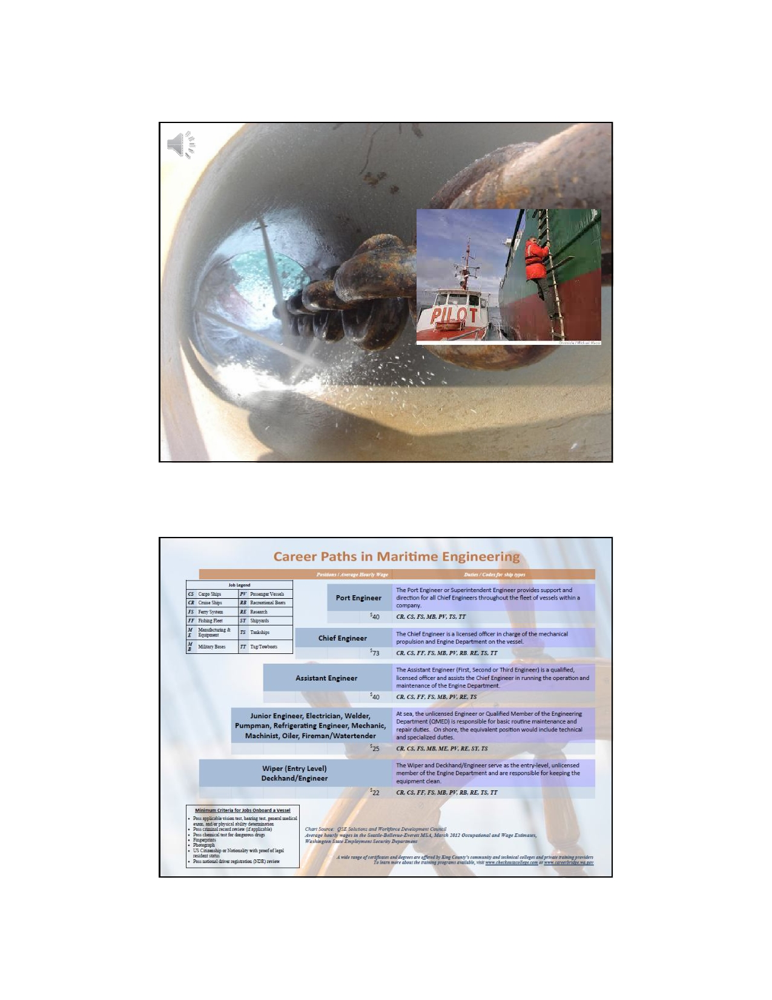 PILOT
Chronicle / Michael Macor
Career Paths in Maritime Engineering
Positions / Average Hourly Wage
Duties / Codes for ship types
Job Legend
CS Cargo Ships PV Passenger Vessels
CR Cruise Ships RB Recreational Boats
FS Ferry System RE Research
FF Fishing Fleet SY Shipyards
M
E
Manufacturing &
Equipment
TS Tankships
M
B
Military Bases TT Tug/Towboats
Port Engineer
The Port Engineer or Superintendent Engineer provides support and
direction for all Chief Engineers throughout the fleet of vessels within a
company.
$40
CR, CS, FS, MB, PV, TS, TT
Chief Engineer
The Chief Engineer is a licensed officer in charge of the mechanical
propulsion and Engine Department on the vessel.
$73
CR, CS, FF, FS, MB, PV, RB. RE, TS, TT
Assistant Engineer
The Assistant Engineer (First, Second or Third Engineer) is a qualified,
licensed officer and assists the Chief Engineer in running the operation and
maintenance of the Engine Department.
$40
CR, CS, FF, FS, MB, PV, RE, TS
Junior Engineer, Electrician, Welder,
Pumpman, Refrigerating Engineer, Mechanic,
Machinist, Oiler, Fireman/Watertender
At sea, the unlicensed Engineer or Qualified Member of the Engineering
Department (QMED) is responsible for basic routine maintenance and
repair duties. On shore, the equivalent position would include technical
and specialized duties.
$25
CR, CS, FS, MB, ME, PV, RE, SY, TS
Wiper (Entry Level)
Deckhand/Engineer
The Wiper and Deckhand/Engineer serve as the entry-level, unlicensed
member of the Engine Department and are responsible for keeping the
equipment clean.
$22
CR, CS, FF, FS, MB, PV, RB, RE, TS, TT
Minimum Criteria for Jobs Onboard a Vessel
• Pass applicable vision test, hearing test, general medical
exam, and/or physical ability determination
• Pass criminal record review (if applicable)
• Pass chemical test for dangerous drugs
• Fingerprints
• Photograph
• US Citizenship or Nationality with proof of legal
resident status
• Pass national driver registration (NDR) review
Chart Source: QSE Solutions and Workforce Development Council
Average hourly wages in the Seattle-Bellevue-Everett MSA, March 2012 Occupational and Wage Estimates,
Washington State Employment Security Department
A wide range of certificates and degrees are offered by King County's community and technical colleges and private training providers
To learn more about the training programs available, visit www.checkoutacollege.com or www.careerbridge.wa.gov